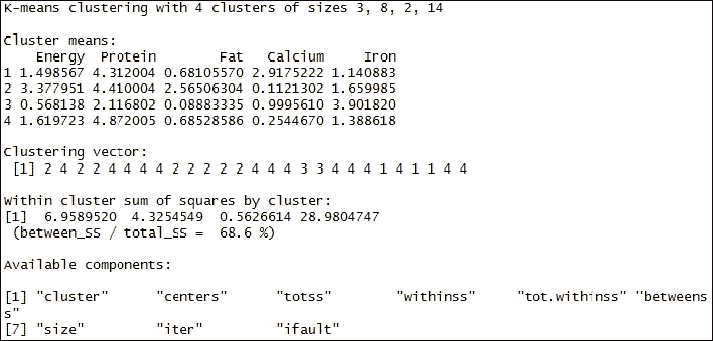 K-means clustering with 4 clusters of sizes 3, 8, 2, 14
Cluster means:
Energy Protein Fat Calcium Iron
1 1.498567 4.312004 0.68105570 2.9175222 1.140883
2 3.377951 4.410004 2.56506304 0.1121302 1.659985
3 0.568138 2.116802 0.08883335 0.9995610 3.901820
4 1.619723 4.872005 0.68528586 0.2544670 1.388618
Clustering vector:
[1] 2 4 2 2 4 4 4 4 2 2 2 2 2 4 4 4 3 3 4 4 4 1 4 1 1 4 4
Within cluster sum of squares by cluster:
[1] 6.9589520 4.3254549 0.5626614 28.9804747
(between_SS / total_SS = 68.6 %)
Available components:
[1] "cluster" "centers" "totss" "withinss" "tot.withinss" "betweens
s"
[7] "size" "iter" "ifault"